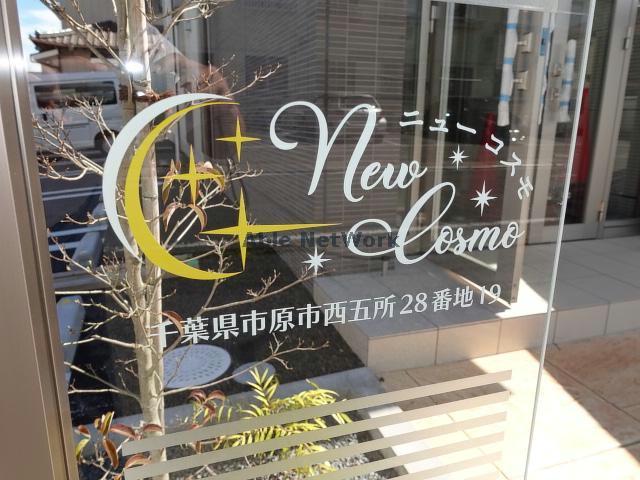 New
ニューコスモ
Cosmo
Able NetWork
千葉県市原市西五所28番地19